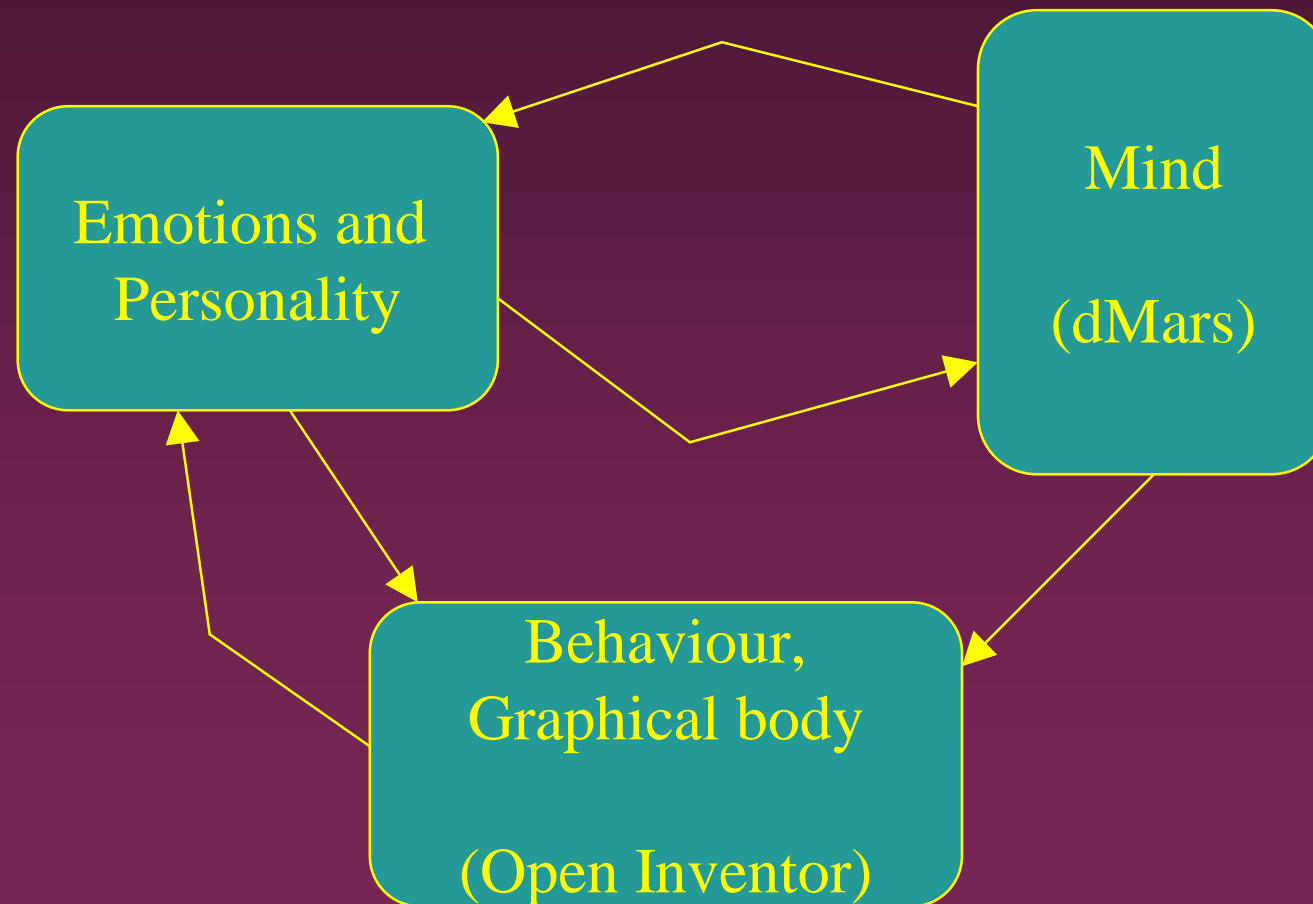 Emotions and
Personality
Mind
(dMars)
Behaviour,
Graphical body
(Open Inventor)